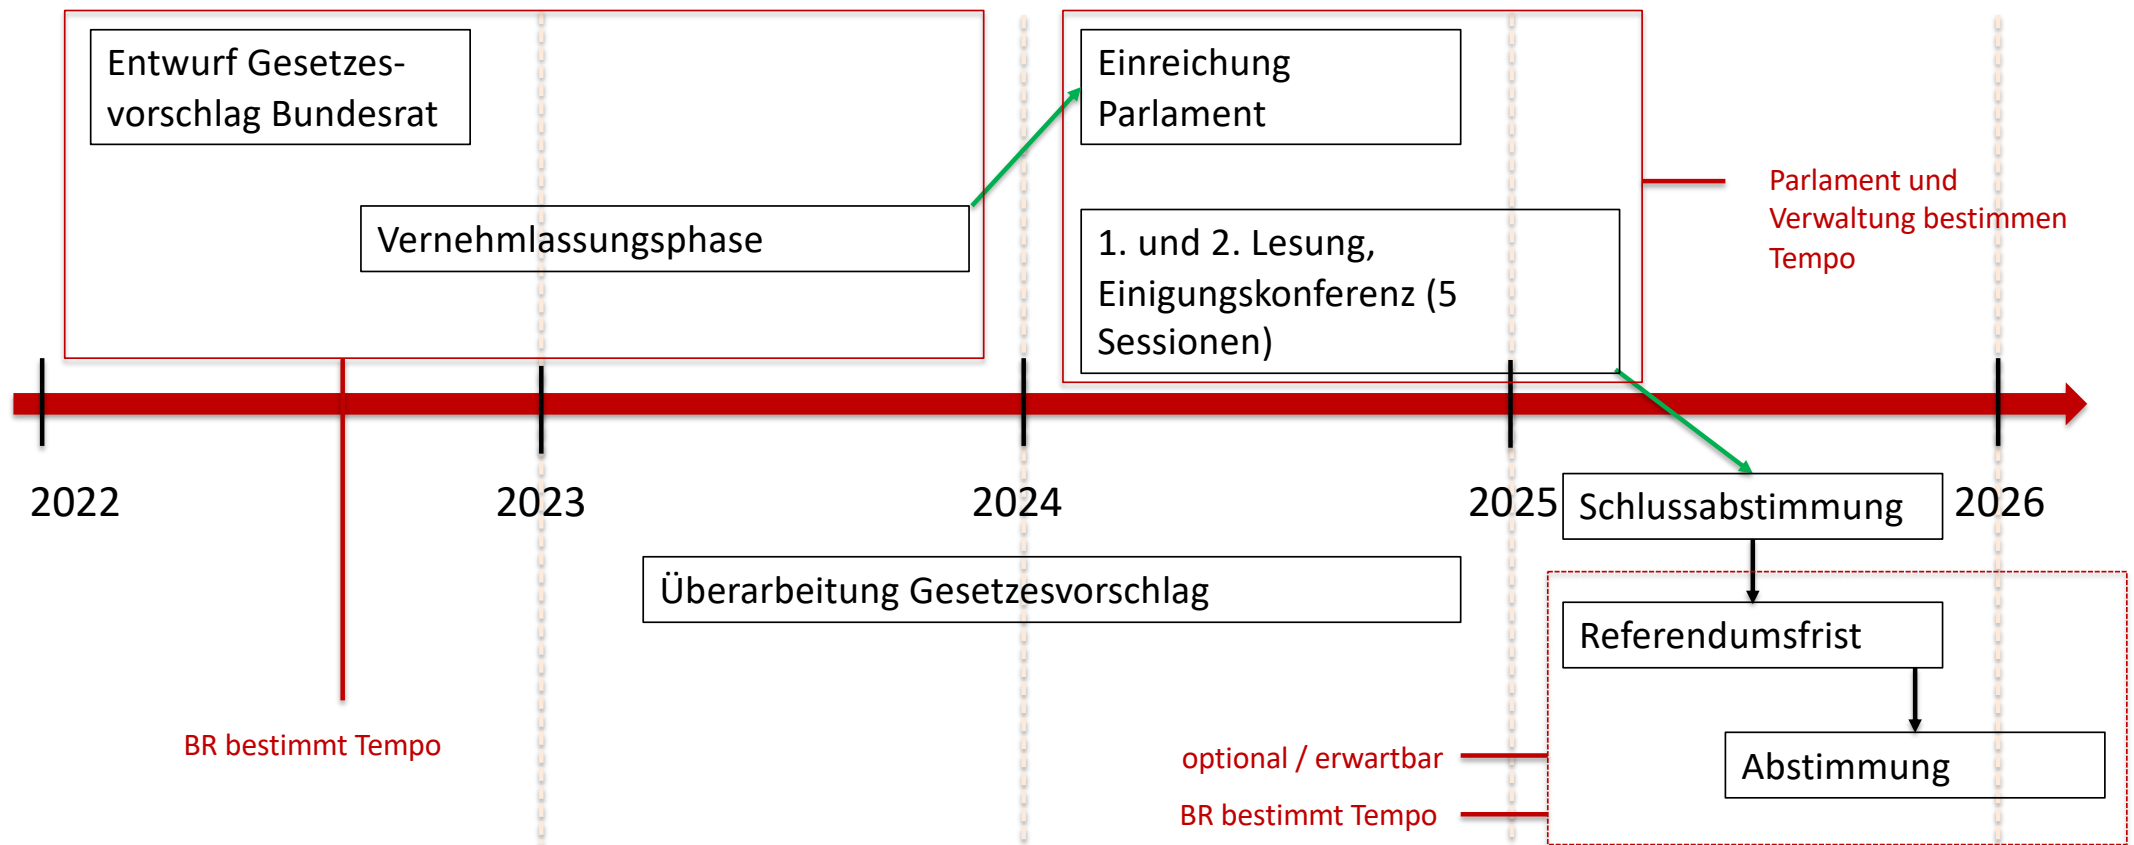 Entwurf Gesetzes-
vorschlag Bundesrat
Vernehmlassungsphase
Einreichung
Parlament
1. und 2. Lesung,
Einigungskonferenz (5
Sessionen)
Parlament und
Verwaltung bestimmen
Tempo
2022
2023
2024
2025
2026
Schlussabstimmung
Überarbeitung Gesetzesvorschlag
Referendumsfrist
Abstimmung
BR bestimmt Tempo
optional / erwartbar
BR bestimmt Tempo